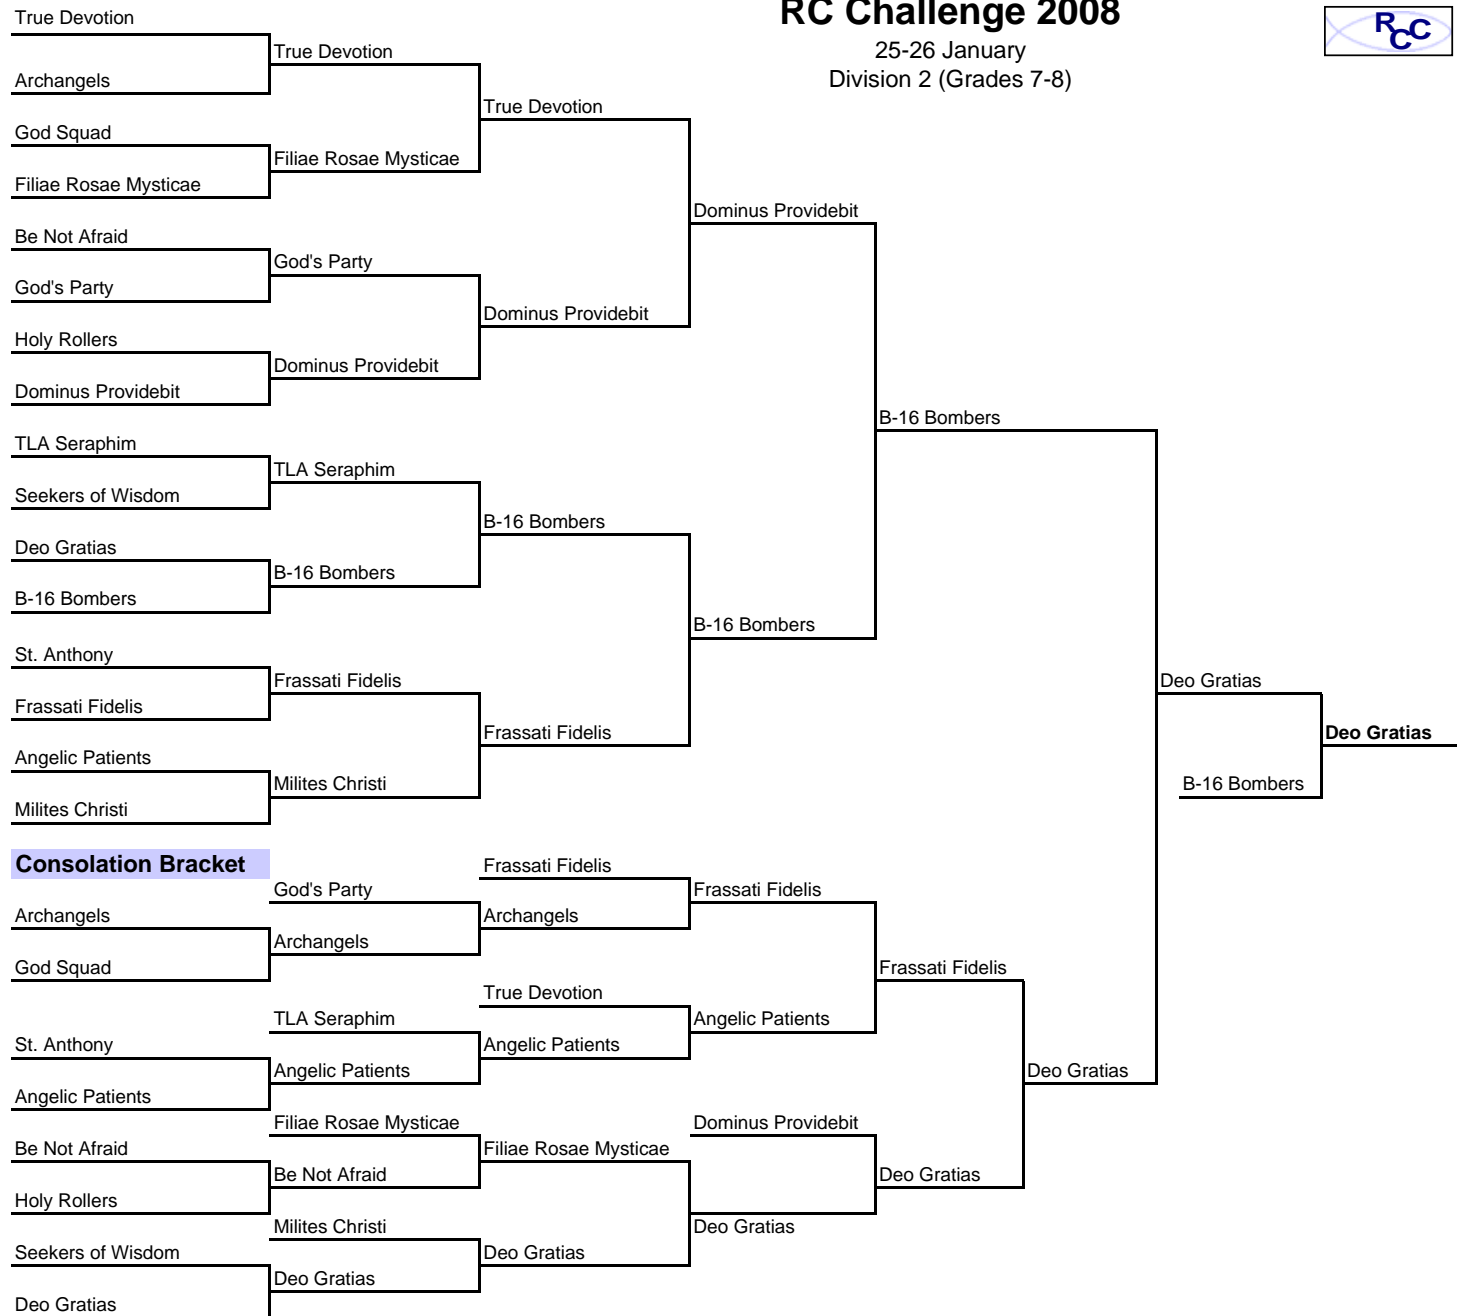 RC Challenge 2008
25-26 January
Division 2 (Grades 7-8)
RCC
True Devotion
Archangels
God Squad
Filiae Rosae Mysticae
Be Not Afraid
God's Party
Holy Rollers
Dominus Providebit
TLA Seraphim
Seekers of Wisdom
Deo Gratias
B-16 Bombers
St. Anthony
Frassati Fidelis
Angelic Patients
Milites Christi
True Devotion
Filiae Rosae Mysticae
God's Party
Dominus Providebit
TLA Seraphim
B-16 Bombers
Frassati Fidelis
Milites Christi
True Devotion
Dominus Providebit
B-16 Bombers
Frassati Fidelis
Dominus Providebit
B-16 Bombers
B-16 Bombers
Deo Gratias
B-16 Bombers
Deo Gratias
Consolation Bracket
Archangels
God Squad
St. Anthony
Angelic Patients
Be Not Afraid
Holy Rollers
Seekers of Wisdom
Deo Gratias
God's Party
Archangels
TLA Seraphim
Angelic Patients
Filiae Rosae Mysticae
Be Not Afraid
Milites Christi
Deo Gratias
Frassati Fidelis
Archangels
True Devotion
Angelic Patients
Filiae Rosae Mysticae
Deo Gratias
Frassati Fidelis
Angelic Patients
Dominus Providebit
Deo Gratias
Frassati Fidelis
Deo Gratias
Deo Gratias